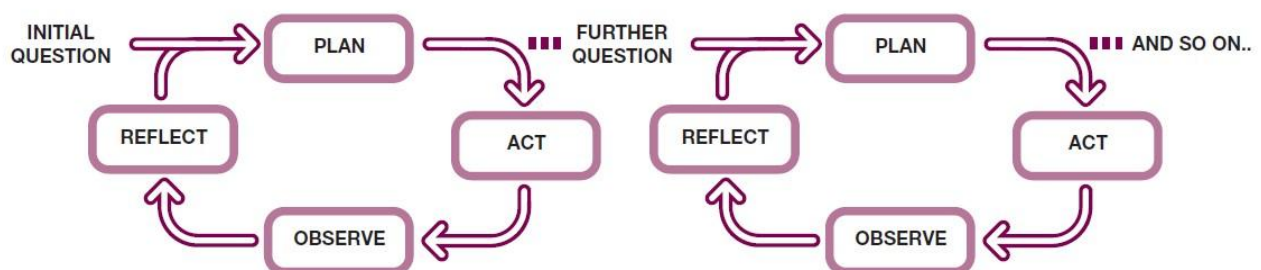 INITIAL
QUESTION
PLAN
ACT
OBSERVE
REFLECT
FURTHER
QUESTION
PLAN
ACT
OBSERVE
REFLECT
AND SO ON..